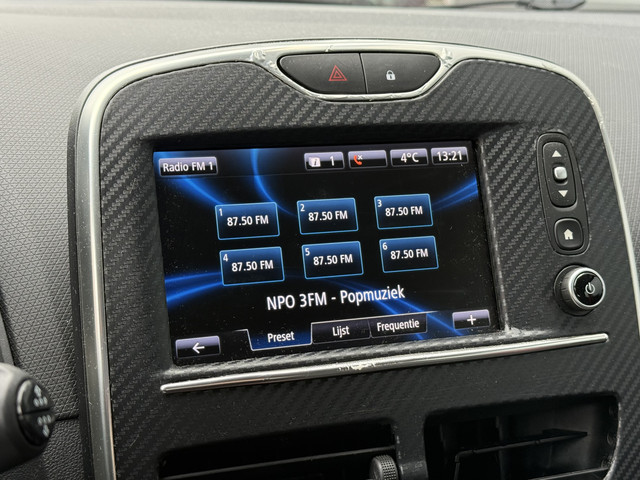 Radio FM 1
1
4°C
13:21
1 87.50 FM
2 87.50 FM
3 87.50 FM
4 87.50 FM
5 87.50 FM
6 87.50 FM
NPO 3FM - Popmuziek
Preset
Lijst
Frequentie
+